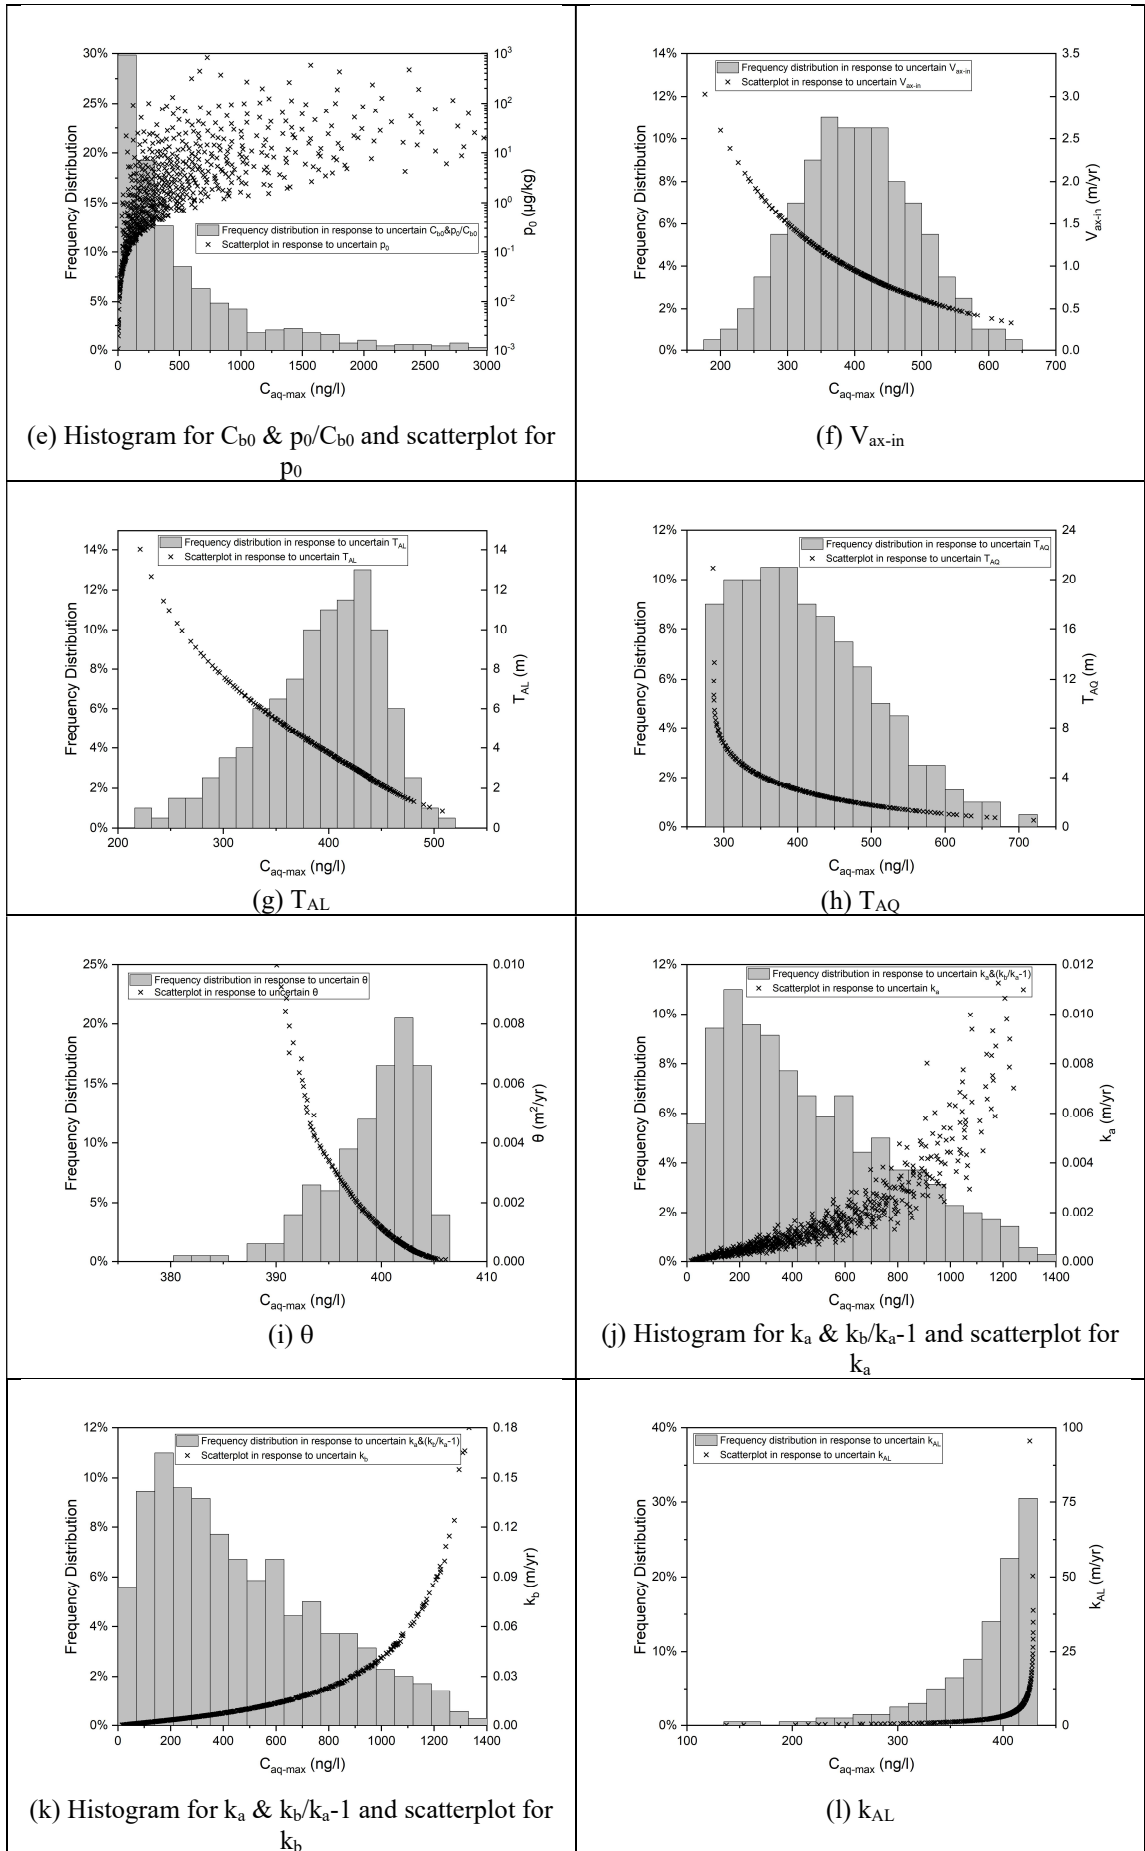 30%
25%
20%
15%
10%
5%
0%
Frequency Distribution
Frequency distribution in response to uncertain C_b0&p_0/C_b0
Scatterplot in response to uncertain p_0
10^3
10^2
10^1
10^0
10^-1
10^-2
10^-3
p_0 (µg/kg)
0 500 1000 1500 2000 2500 3000
C_aq-max (ng/l)
(e) Histogram for C_b0 & p_0/C_b0 and scatterplot for
p_0
14%
12%
10%
8%
6%
4%
2%
0%
Frequency Distribution
Frequency distribution in response to uncertain V_ax-in
Scatterplot in response to uncertain V_ax-in
3.5
3.0
2.5
2.0
1.5
1.0
0.5
0.0
V_ax-in (m/yr)
200 300 400 500 600 700
C_aq-max (ng/l)
(f) V_ax-in
14%
12%
10%
8%
6%
4%
2%
0%
Frequency Distribution
Frequency distribution in response to uncertain T_AL
Scatterplot in response to uncertain T_AL
14
12
10
8
6
4
2
0
T_AL (m)
200 300 400 500
C_aq-max (ng/l)
(g) T_AL
12%
10%
8%
6%
4%
2%
0%
Frequency Distribution
Frequency distribution in response to uncertain T_AQ
Scatterplot in response to uncertain T_AQ
24
20
16
12
8
4
0
T_AQ (m)
300 400 500 600 700
C_aq-max (ng/l)
(h) T_AQ
25%
20%
15%
10%
5%
0%
Frequency Distribution
Frequency distribution in response to uncertain θ
Scatterplot in response to uncertain θ
0.010
0.008
0.006
0.004
0.002
0.000
θ (m²/yr)
380 390 400 410
C_aq-max (ng/l)
(i) θ
12%
10%
8%
6%
4%
2%
0%
Frequency Distribution
Frequency distribution in response to uncertain k_a&(k_b/k_a-1)
Scatterplot in response to uncertain k_a
0.012
0.010
0.008
0.006
0.004
0.002
0.000
k_a (m/yr)
0 200 400 600 800 1000 1200 1400
C_aq-max (ng/l)
(j) Histogram for k_a & k_b/k_a-1 and scatterplot for
k_a
12%
10%
8%
6%
4%
2%
0%
Frequency Distribution
Frequency distribution in response to uncertain k_a&(k_b/k_a-1)
Scatterplot in response to uncertain k_b
0.18
0.15
0.12
0.09
0.06
0.03
0.00
k_b (m/yr)
0 200 400 600 800 1000 1200 1400
C_aq-max (ng/l)
(k) Histogram for k_a & k_b/k_a-1 and scatterplot for
k_b
40%
30%
20%
10%
0%
Frequency Distribution
Frequency distribution in response to uncertain k_AL
Scatterplot in response to uncertain k_AL
100
75
50
25
0
k_AL (m/yr)
100 200 300 400
C_aq-max (ng/l)
(l) k_AL